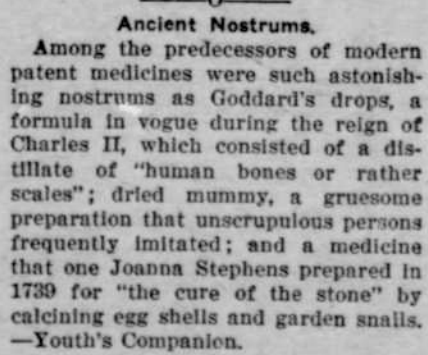 Ancient Nostrums.
Among the predecessors of modern
patent medicines were such astonish-
ing nostrums as Goddard's drops, a
formula in vogue during the reign of
Charles II, which consisted of a dis-
tillate of "human bones or rather
scales"; dried mummy, a gruesome
preparation that unscrupulous persons
frequently imitated; and a medicine
that one Joanna Stephens prepared in
1739 for "the cure of the stone" by
calcining egg shells and garden snails.
—Youth's Companion.